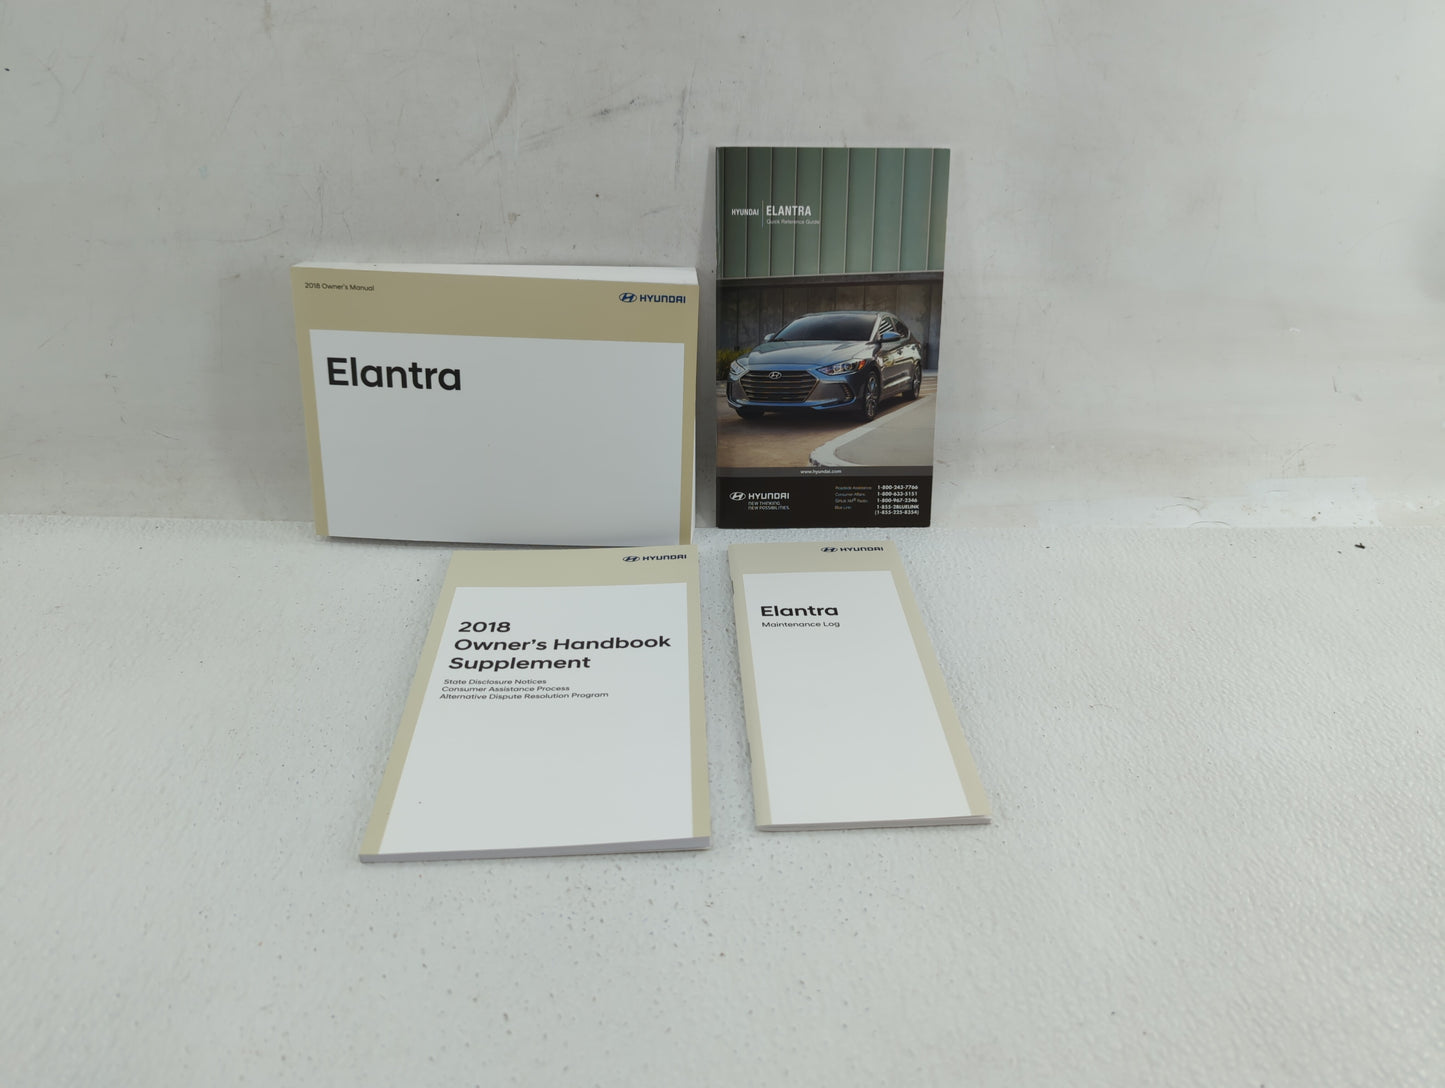 2018 Owner's Manual
HYUNDAI
Elantra
HYUNDAI ELANTRA
Quick Reference Guide
www.hyundai.com
HYUNDAI
NEW THINKING.
NEW POSSIBILITIES.
Roadside Assistance: 1-800-243-7766
Consumer Affairs: 1-800-633-5151
SIRIUS XM® Radio: 1-800-967-2346
Blue Link: 1-855-2BLUELINK
(1-855-225-8354)
HYUNDAI
2018
Owner's Handbook
Supplement
State Disclosure Notices
Consumer Assistance Process
Alternative Dispute Resolution Program
HYUNDAI
Elantra
Maintenance Log